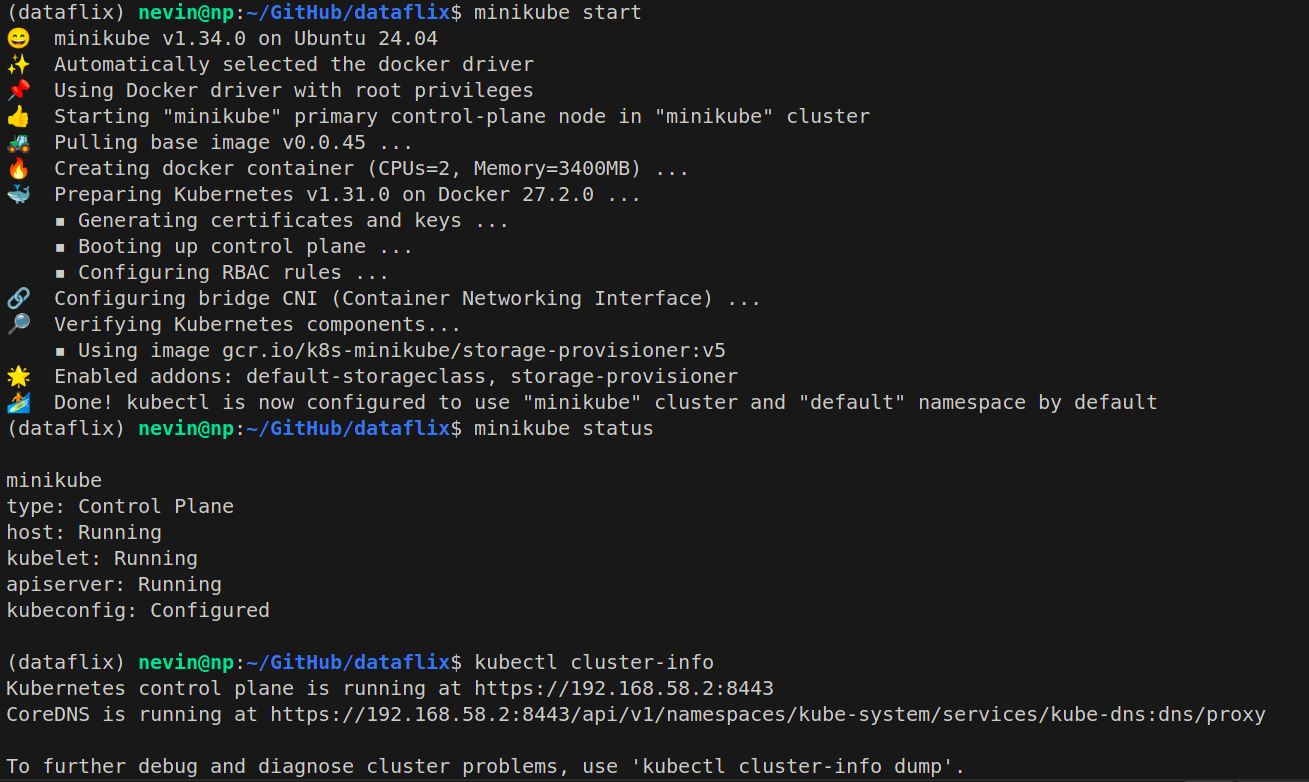 (dataflix) nevin@np:~/GitHub/dataflix$ minikube start
😄  minikube v1.34.0 on Ubuntu 24.04
✨  Automatically selected the docker driver
📌  Using Docker driver with root privileges
👍  Starting "minikube" primary control-plane node in "minikube" cluster
🚜  Pulling base image v0.0.45 ...
🔥  Creating docker container (CPUs=2, Memory=3400MB) ...
🐳  Preparing Kubernetes v1.31.0 on Docker 27.2.0 ...
    ▪ Generating certificates and keys ...
    ▪ Booting up control plane ...
    ▪ Configuring RBAC rules ...
🔗  Configuring bridge CNI (Container Networking Interface) ...
🔎  Verifying Kubernetes components...
    ▪ Using image gcr.io/k8s-minikube/storage-provisioner:v5
🌟  Enabled addons: default-storageclass, storage-provisioner
🏄  Done! kubectl is now configured to use "minikube" cluster and "default" namespace by default
(dataflix) nevin@np:~/GitHub/dataflix$ minikube status
minikube
type: Control Plane
host: Running
kubelet: Running
apiserver: Running
kubeconfig: Configured
(dataflix) nevin@np:~/GitHub/dataflix$ kubectl cluster-info
Kubernetes control plane is running at https://192.168.58.2:8443
CoreDNS is running at https://192.168.58.2:8443/api/v1/namespaces/kube-system/services/kube-dns:dns/proxy
To further debug and diagnose cluster problems, use 'kubectl cluster-info dump'.